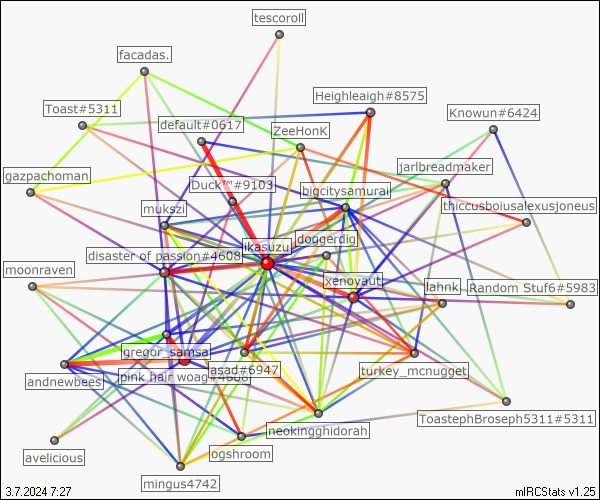 tescoroll
facadas.
Heighleaigh#8575
Toast#5311
Knowun#6424
default#0617
ZeeHonK
jarlbreadmaker
gazpachoman
Duck™#9103
bigcitysamurai
thiccusboiusalexusjoneus
mukszi
doggerdig
ikasuzu
disaster of passion#4608
moonraven
xenoyaut
lahnk
Random Stuf6#5983
gregor_samsa
asad#6947
turkey_mcnugget
andnewbees
pink hair woag#4608
ToastephBroseph5311#5311
neokingghidorah
avelicious
ogshroom
mingus4742
3.7.2024 7:27
mIRCStats v1.25